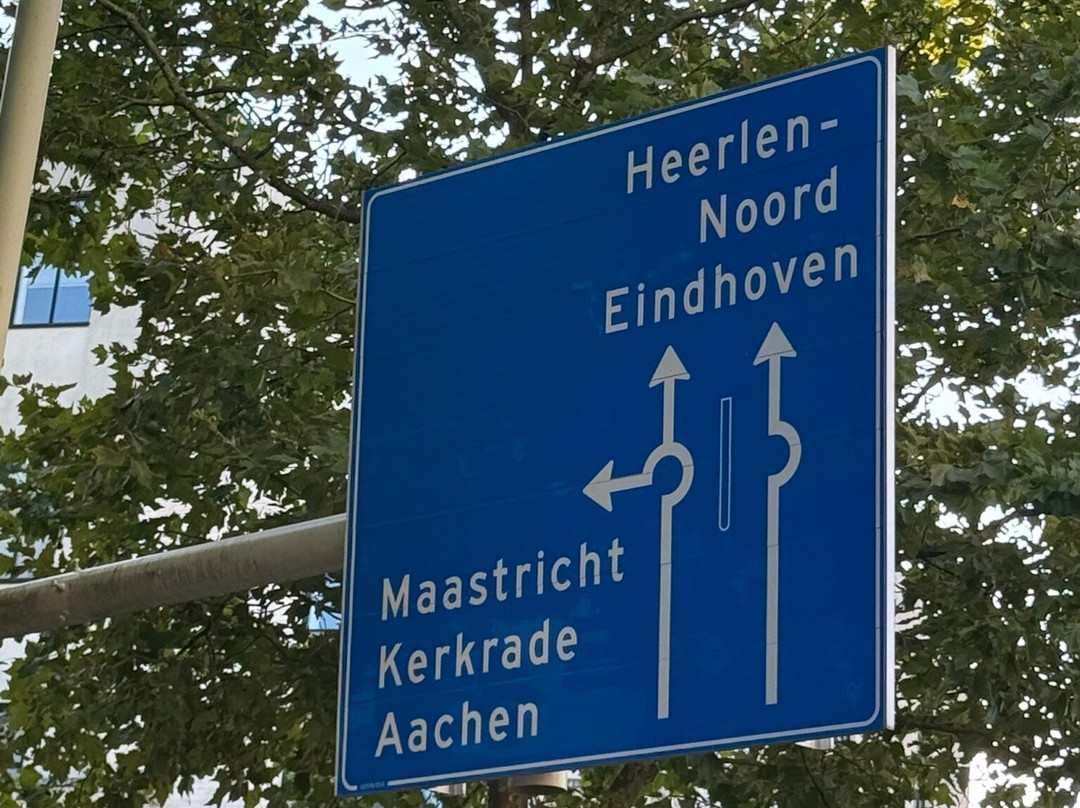 Heerlen-
Noord
Eindhoven
Maastricht
Kerkrade
Aachen